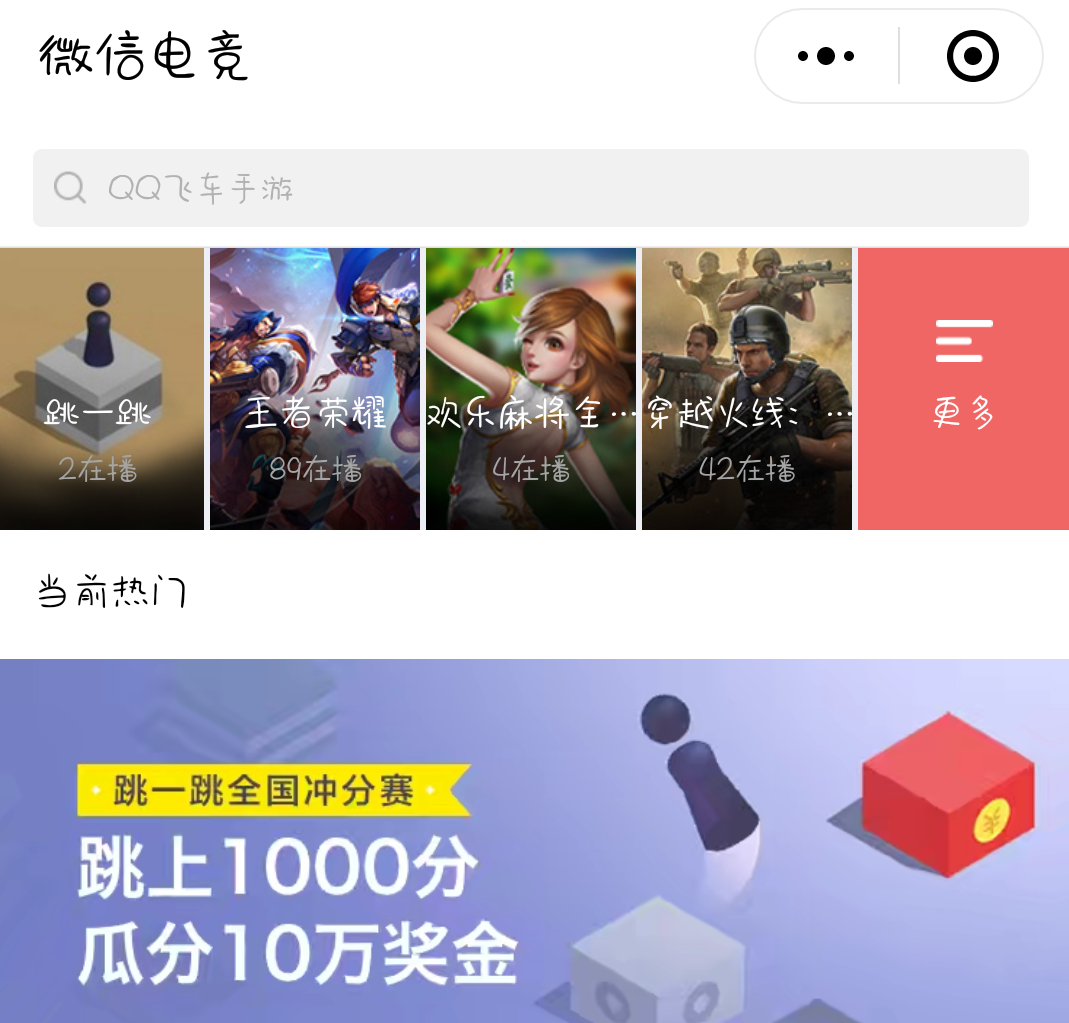 微信电竞
QQ飞车手游
跳一跳
2在播
王者荣耀
89在播
欢乐麻将全…
4在播
穿越火线：…
42在播
更多
当前热门
跳一跳全国冲分赛
跳上1000分
瓜分10万奖金